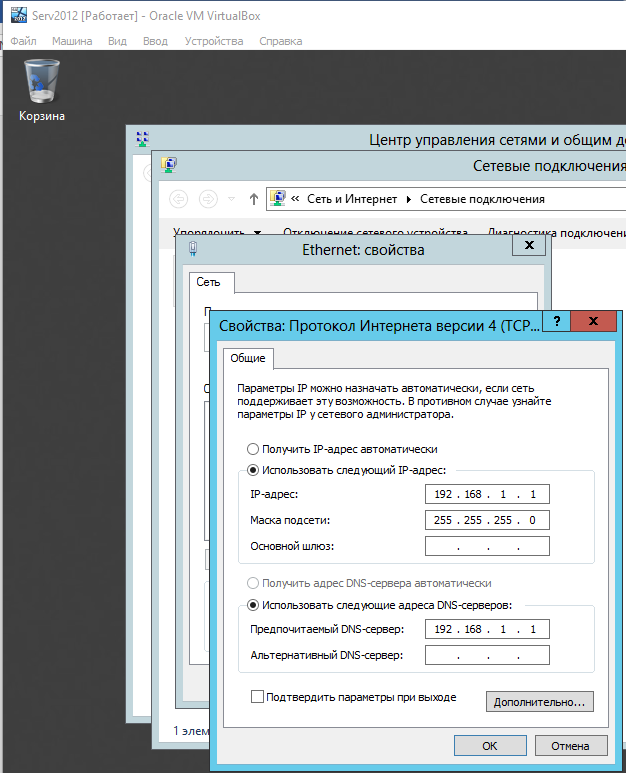 Serv2012 [Работает] - Oracle VM VirtualBox
Файл Машина Вид Ввод Устройства Справка
Корзина
Центр управления сетями и общим до
Сетевые подключения
« Сеть и Интернет ▸ Сетевые подключения
Упорядочить Отключение сетевого устройства Диагностика подключени
Ethernet: свойства
x
Сеть
П
Свойства: Протокол Интернета версии 4 (TCP...
? x
Общие
Параметры IP можно назначать автоматически, если сеть
поддерживает эту возможность. В противном случае узнайте
параметры IP у сетевого администратора.
Получить IP-адрес автоматически
Использовать следующий IP-адрес:
IP-адрес: 192 . 168 . 1 . 1
Маска подсети: 255 . 255 . 255 . 0
Основной шлюз: . . .
Получить адрес DNS-сервера автоматически
Использовать следующие адреса DNS-серверов:
Предпочитаемый DNS-сервер: 192 . 168 . 1 . 1
Альтернативный DNS-сервер: . . .
Подтвердить параметры при выходе
Дополнительно...
1 элем
ОК Отмена